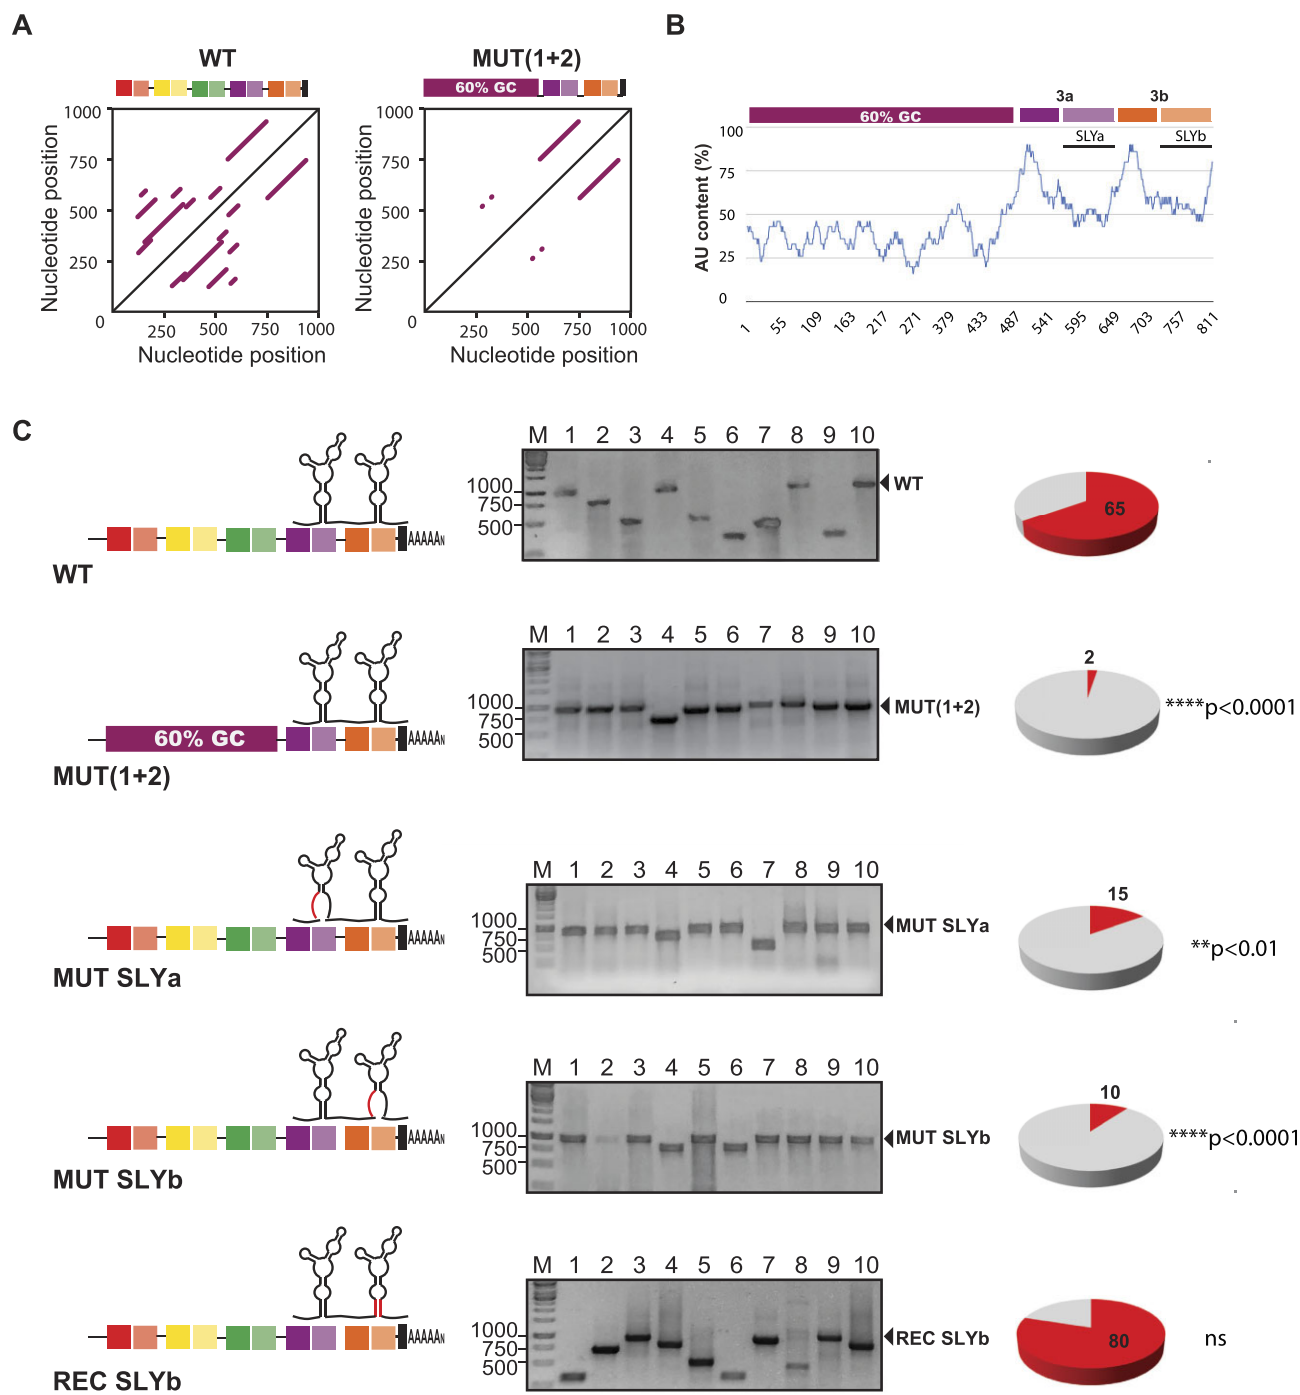 A
WT
MUT(1+2)
60% GC
1000
750
500
250
0
250
500
750
1000
Nucleotide position
Nucleotide position
1000
750
500
250
0
250
500
750
1000
Nucleotide position
Nucleotide position
B
3a
3b
60% GC
SLYa
SLYb
100
75
50
25
0
AU content (%)
1
55
109
163
217
271
379
433
487
541
595
649
703
757
811
C
M 1 2 3 4 5 6 7 8 9 10
1000
750
500
WT
65
AAAAAN
WT
M 1 2 3 4 5 6 7 8 9 10
1000
750
500
MUT(1+2)
2
****p<0.0001
60% GC
AAAAAN
MUT(1+2)
M 1 2 3 4 5 6 7 8 9 10
1000
750
500
MUT SLYa
15
**p<0.01
AAAAAN
MUT SLYa
M 1 2 3 4 5 6 7 8 9 10
1000
750
500
MUT SLYb
10
****p<0.0001
AAAAAN
MUT SLYb
M 1 2 3 4 5 6 7 8 9 10
1000
750
500
REC SLYb
80
ns
AAAAAN
REC SLYb